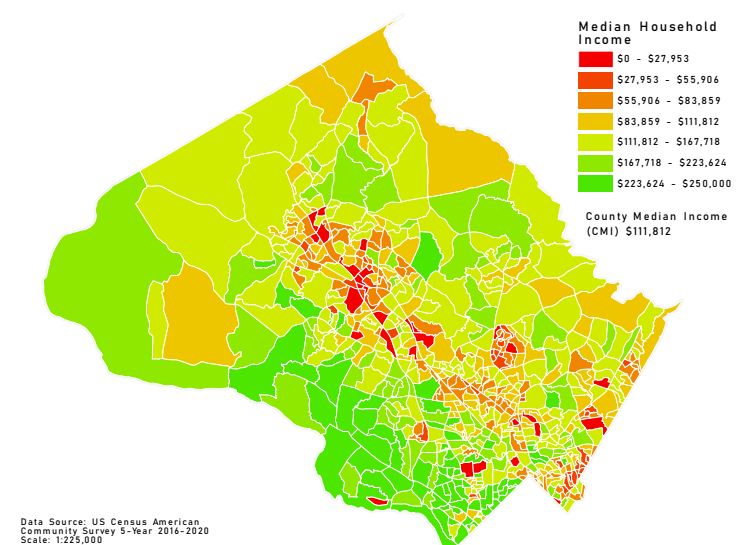 Median Household
Income
$0 - $27,953
$27,953 - $55,906
$55,906 - $83,859
$83,859 - $111,812
$111,812 - $167,718
$167,718 - $223,624
$223,624 - $250,000
County Median Income
(CMI) $111,812
Data Source: US Census American
Community Survey 5-Year 2016-2020
Scale: 1:225,000